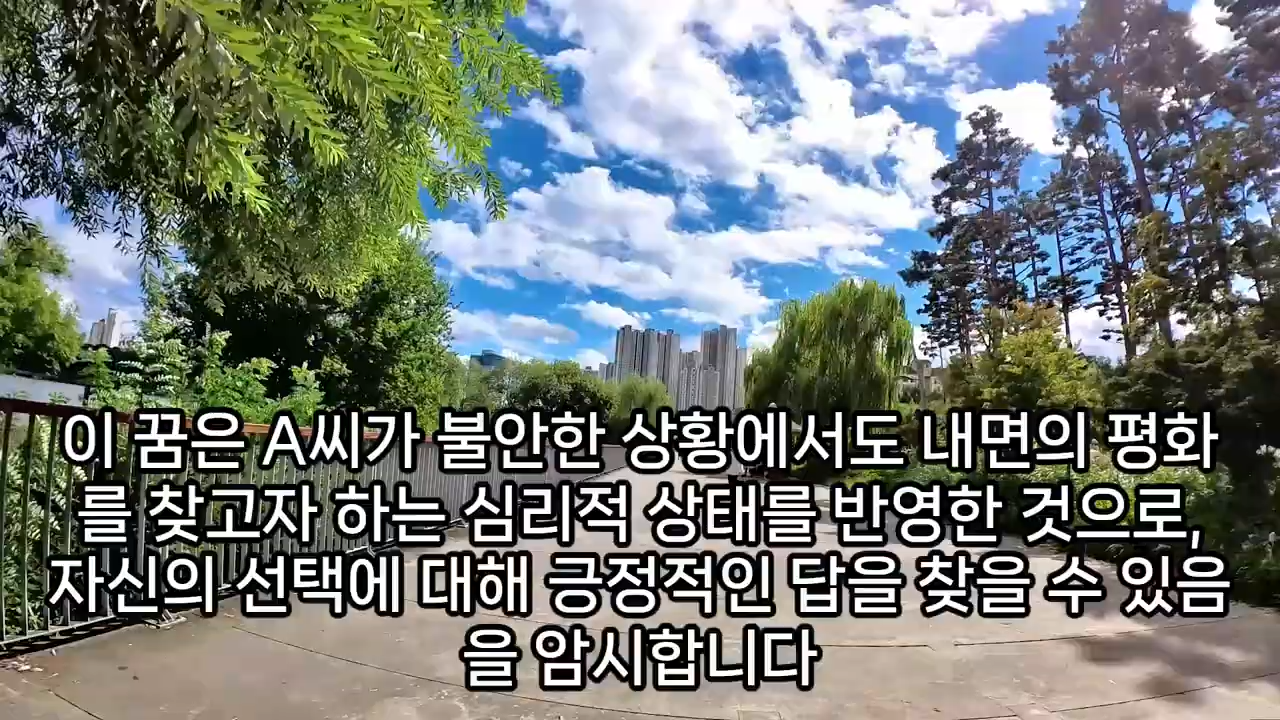 이 꿈은 A씨가 불안한 상황에서도 내면의 평화
를 찾고자 하는 심리적 상태를 반영한 것으로,
자신의 선택에 대해 긍정적인 답을 찾을 수 있음
을 암시합니다